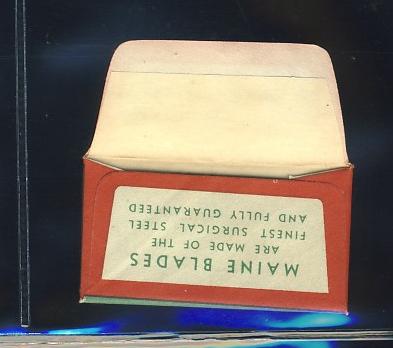 MAINE BLADES
ARE MADE OF THE
FINEST SURGICAL STEEL
AND FULLY GUARANTEED